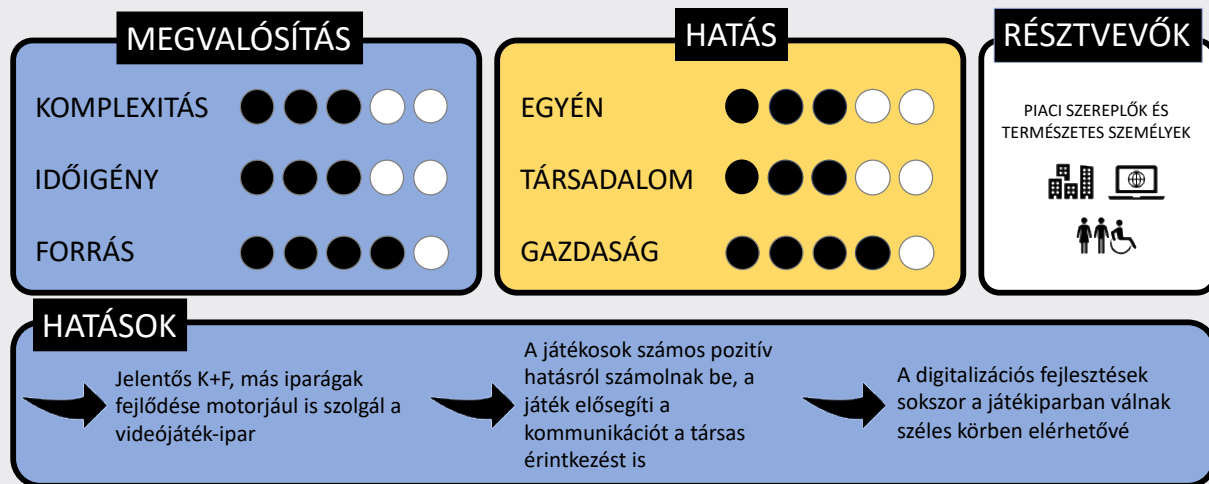 MEGVALÓSÍTÁS
KOMPLEXITÁS
IDŐIGÉNY
FORRÁS
HATÁS
EGYÉN
TÁRSADALOM
GAZDASÁG
RÉSZTVEVŐK
PIACI SZEREPLŐK ÉS
TERMÉSZETES SZEMÉLYEK
HATÁSOK
Jelentős K+F, más iparágak
fejlődése motorjául is szolgál a
videójáték-ipar
A játékosok számos pozitív
hatásról számolnak be, a
játék elősegíti a
kommunikációt a társas
érintkezést is
A digitalizációs fejlesztések
sokszor a játékiparban válnak
széles körben elérhetővé